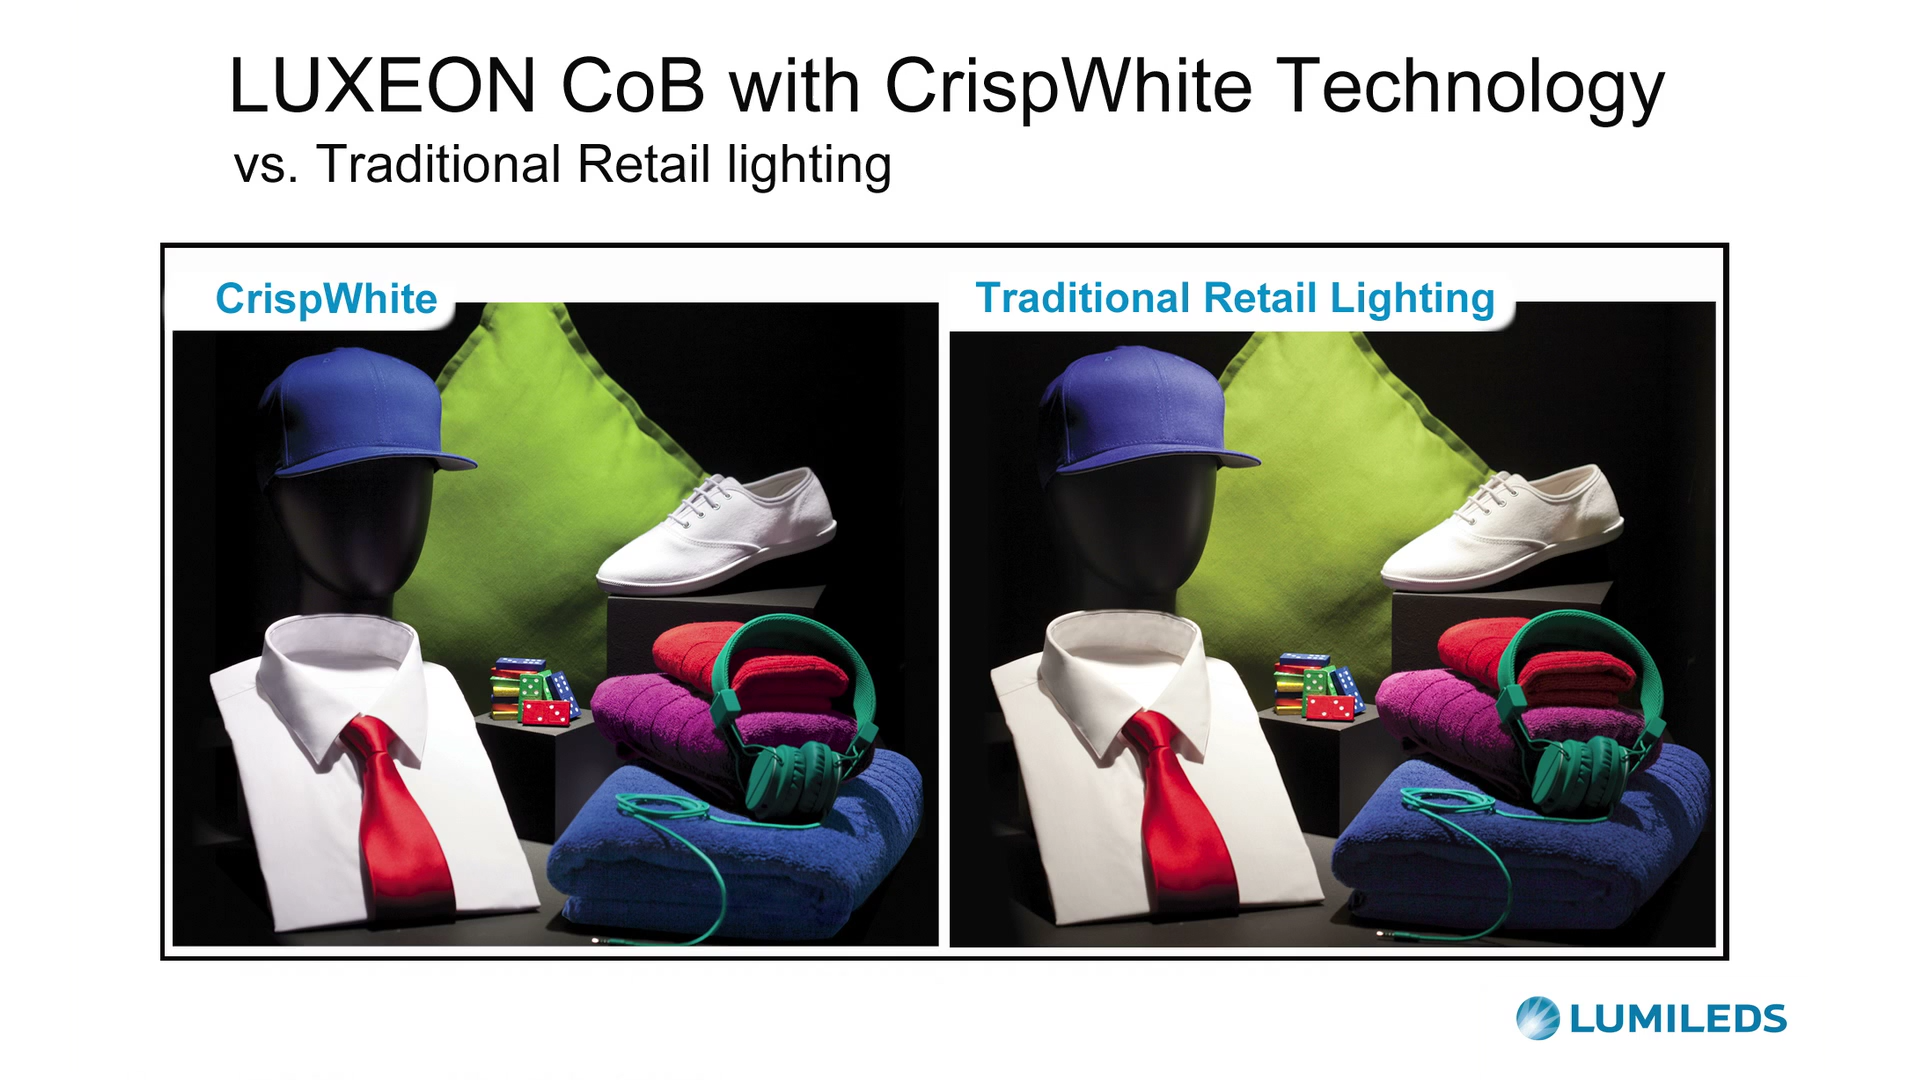 LUXEON CoB with CrispWhite Technology
vs. Traditional Retail lighting
CrispWhite
Traditional Retail Lighting
LUMILEDS